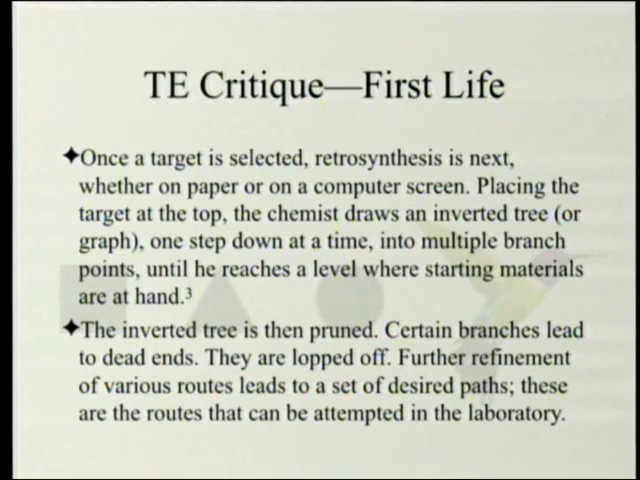 TE Critique—First Life
✦Once a target is selected, retrosynthesis is next,
whether on paper or on a computer screen. Placing the
target at the top, the chemist draws an inverted tree (or
graph), one step down at a time, into multiple branch
points, until he reaches a level where starting materials
are at hand.³
✦The inverted tree is then pruned. Certain branches lead
to dead ends. They are lopped off. Further refinement
of various routes leads to a set of desired paths; these
are the routes that can be attempted in the laboratory.